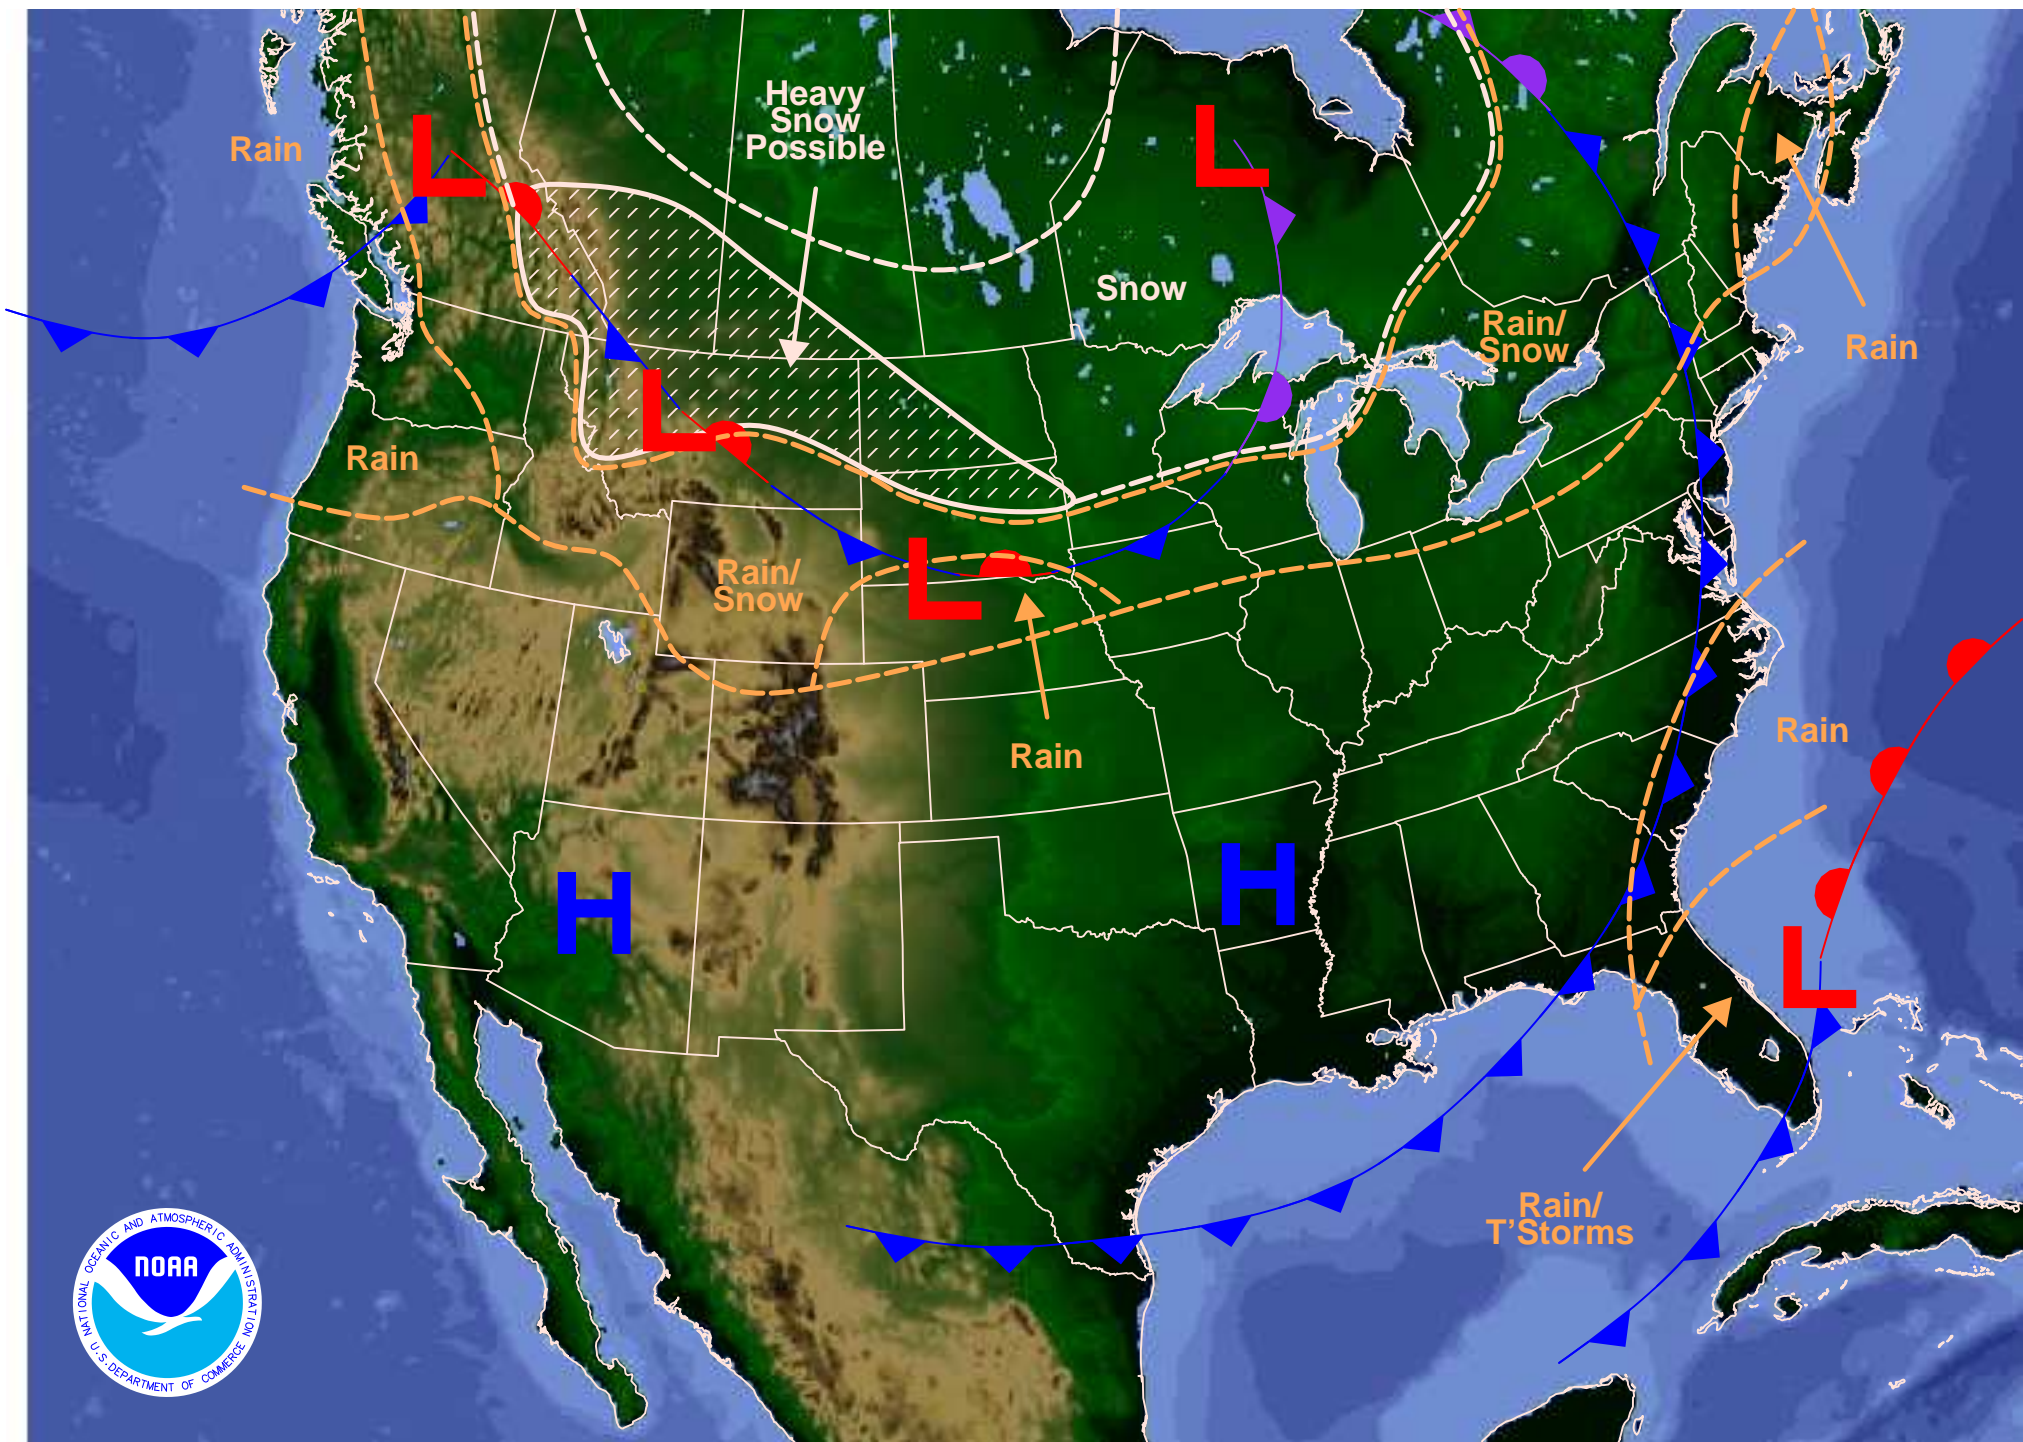 Heavy
Snow
Possible
Rain
L
L
Snow
Rain/
Snow
Rain
L
Rain
Rain/
Snow
L
Rain
Rain
H
H
L
Rain/
T'Storms
NATIONAL OCEANIC AND ATMOSPHERIC ADMINISTRATION
NOAA
U.S. DEPARTMENT OF COMMERCE